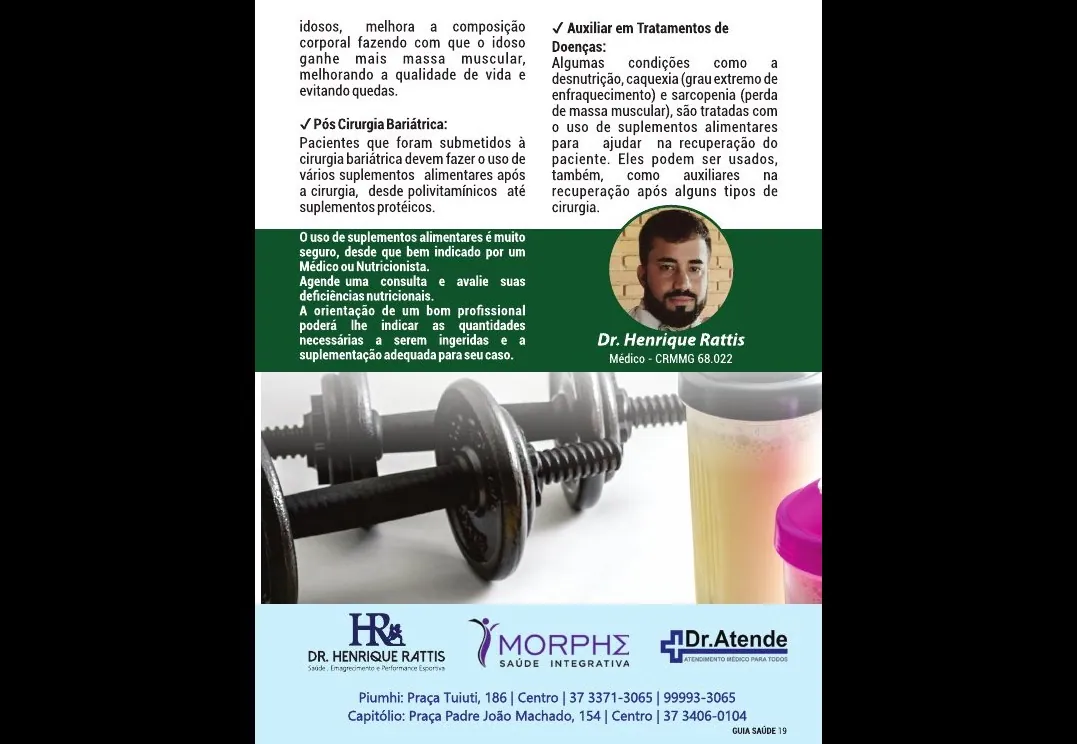 idosos, melhora a composição
corporal fazendo com que o idoso
ganhe mais massa muscular,
melhorando a qualidade de vida e
evitando quedas.
✓ Pós Cirurgia Bariátrica:
Pacientes que foram submetidos à
cirurgia bariátrica devem fazer o uso de
vários suplementos alimentares após
a cirurgia, desde polivitamínicos até
suplementos protéicos.
O uso de suplementos alimentares é muito
seguro, desde que bem indicado por um
Médico ou Nutricionista.
Agende uma consulta e avalie suas
deficiências nutricionais.
A orientação de um bom profissional
poderá lhe indicar as quantidades
necessárias a serem ingeridas e a
suplementação adequada para seu caso.
✓ Auxiliar em Tratamentos de
Doenças:
Algumas condições como a
desnutrição, caquexia (grau extremo de
enfraquecimento) e sarcopenia (perda
de massa muscular), são tratadas com
o uso de suplementos alimentares
para ajudar na recuperação do
paciente. Eles podem ser usados,
também, como auxiliares na
recuperação após alguns tipos de
cirurgia.
Dr. Henrique Rattis
Médico - CRMMG 68.022
HR
DR. HENRIQUE RATTIS
Saúde . Emagrecimento e Performance Esportiva
MORPHΣ
SAÚDE INTEGRATIVA
Dr.Atende
ATENDIMENTO MÉDICO PARA TODOS
Piumhi: Praça Tuiuti, 186 | Centro | 37 3371-3065 | 99993-3065
Capitólio: Praça Padre João Machado, 154 | Centro | 37 3406-0104
GUIA SAÚDE 19